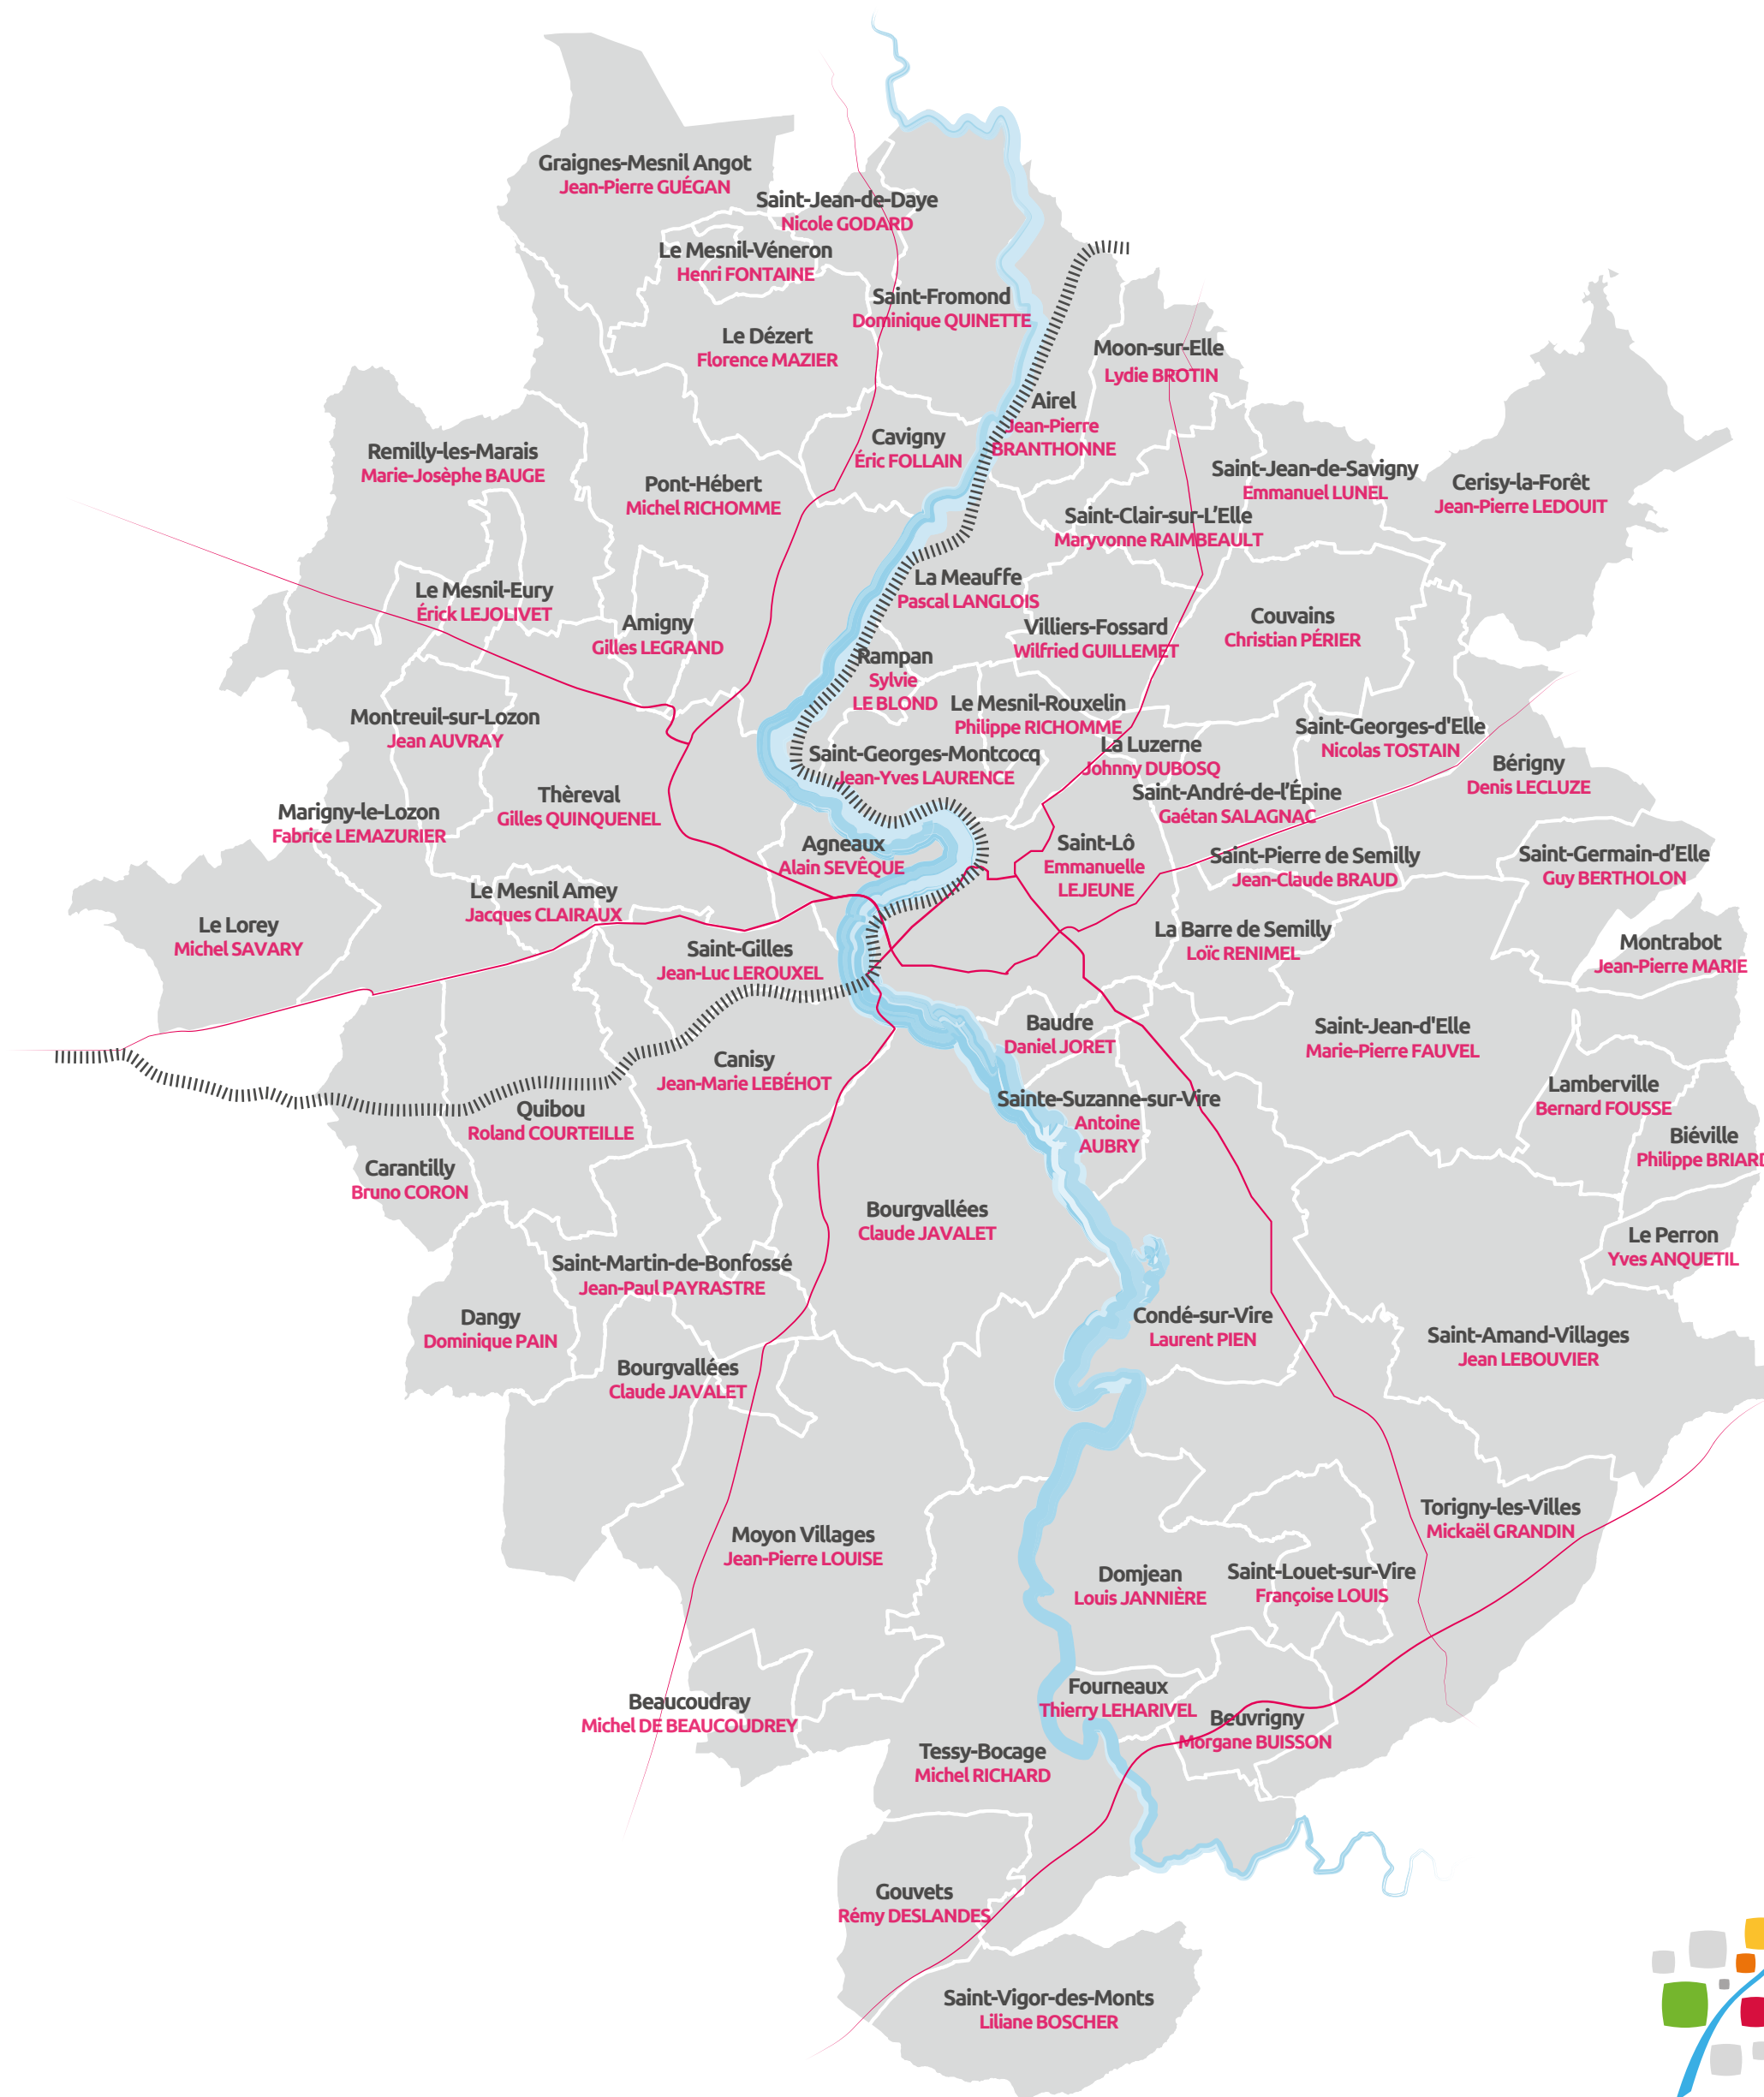 Graignes-Mesnil Angot
Jean-Pierre GUÉGAN
Saint-Jean-de-Daye
Nicole GODARD
Le Mesnil-Véneron
Henri FONTAINE
Saint-Fromond
Dominique QUINETTE
Le Dézert
Florence MAZIER
Moon-sur-Elle
Lydie BROTIN
Airel
Jean-Pierre
BRANTHONNE
Cavigny
Éric FOLLAIN
Remilly-les-Marais
Marie-Josèphe BAUGE
Pont-Hébert
Michel RICHOMME
Saint-Jean-de-Savigny
Emmanuel LUNEL
Cerisy-la-Forêt
Jean-Pierre LEDOUIT
Saint-Clair-sur-L'Elle
Maryvonne RAIMBEAULT
La Meauffe
Pascal LANGLOIS
Le Mesnil-Eury
Érick LEJOLIVET
Amigny
Gilles LEGRAND
Villiers-Fossard
Wilfried GUILLEMET
Couvains
Christian PÉRIER
Rampan
Sylvie
LE BLOND
Le Mesnil-Rouxelin
Philippe RICHOMME
Montreuil-sur-Lozon
Jean AUVRAY
Saint-Georges-d'Elle
Nicolas TOSTAIN
Saint-Georges-Montcocq
Jean-Yves LAURENCE
La Luzerne
Johnny DUBOSQ
Bérigny
Denis LECLUZE
Thèreval
Gilles QUINQUENEL
Saint-André-de-l'Épine
Gaétan SALAGNAC
Marigny-le-Lozon
Fabrice LEMAZURIER
Agneaux
Alain SEVÊQUE
Saint-Lô
Emmanuelle
LEJEUNE
Saint-Pierre de Semilly
Jean-Claude BRAUD
Saint-Germain-d'Elle
Guy BERTHOLON
Le Mesnil Amey
Jacques CLAIRAUX
Le Lorey
Michel SAVARY
Saint-Gilles
Jean-Luc LEROUXEL
La Barre de Semilly
Loïc RENIMEL
Montrabot
Jean-Pierre MARIE
Baudre
Daniel JORET
Saint-Jean-d'Elle
Marie-Pierre FAUVEL
Canisy
Jean-Marie LEBÉHOT
Lamberville
Bernard FOUSSE
Sainte-Suzanne-sur-Vire
Antoine
AUBRY
Quibou
Roland COURTEILLE
Biéville
Philippe BRIARD
Carantilly
Bruno CORON
Bourgvallées
Claude JAVALET
Le Perron
Yves ANQUETIL
Saint-Martin-de-Bonfossé
Jean-Paul PAYRASTRE
Dangy
Dominique PAIN
Condé-sur-Vire
Laurent PIEN
Saint-Amand-Villages
Jean LEBOUVIER
Bourgvallées
Claude JAVALET
Torigny-les-Villes
Mickaël GRANDIN
Moyon Villages
Jean-Pierre LOUISE
Domjean
Louis JANNIÈRE
Saint-Louet-sur-Vire
Françoise LOUIS
Fourneaux
Thierry LEHARIVEL
Beaucoudray
Michel DE BEAUCOUDREY
Beuvrigny
Morgane BUISSON
Tessy-Bocage
Michel RICHARD
Gouvets
Rémy DESLANDES
Saint-Vigor-des-Monts
Liliane BOSCHER